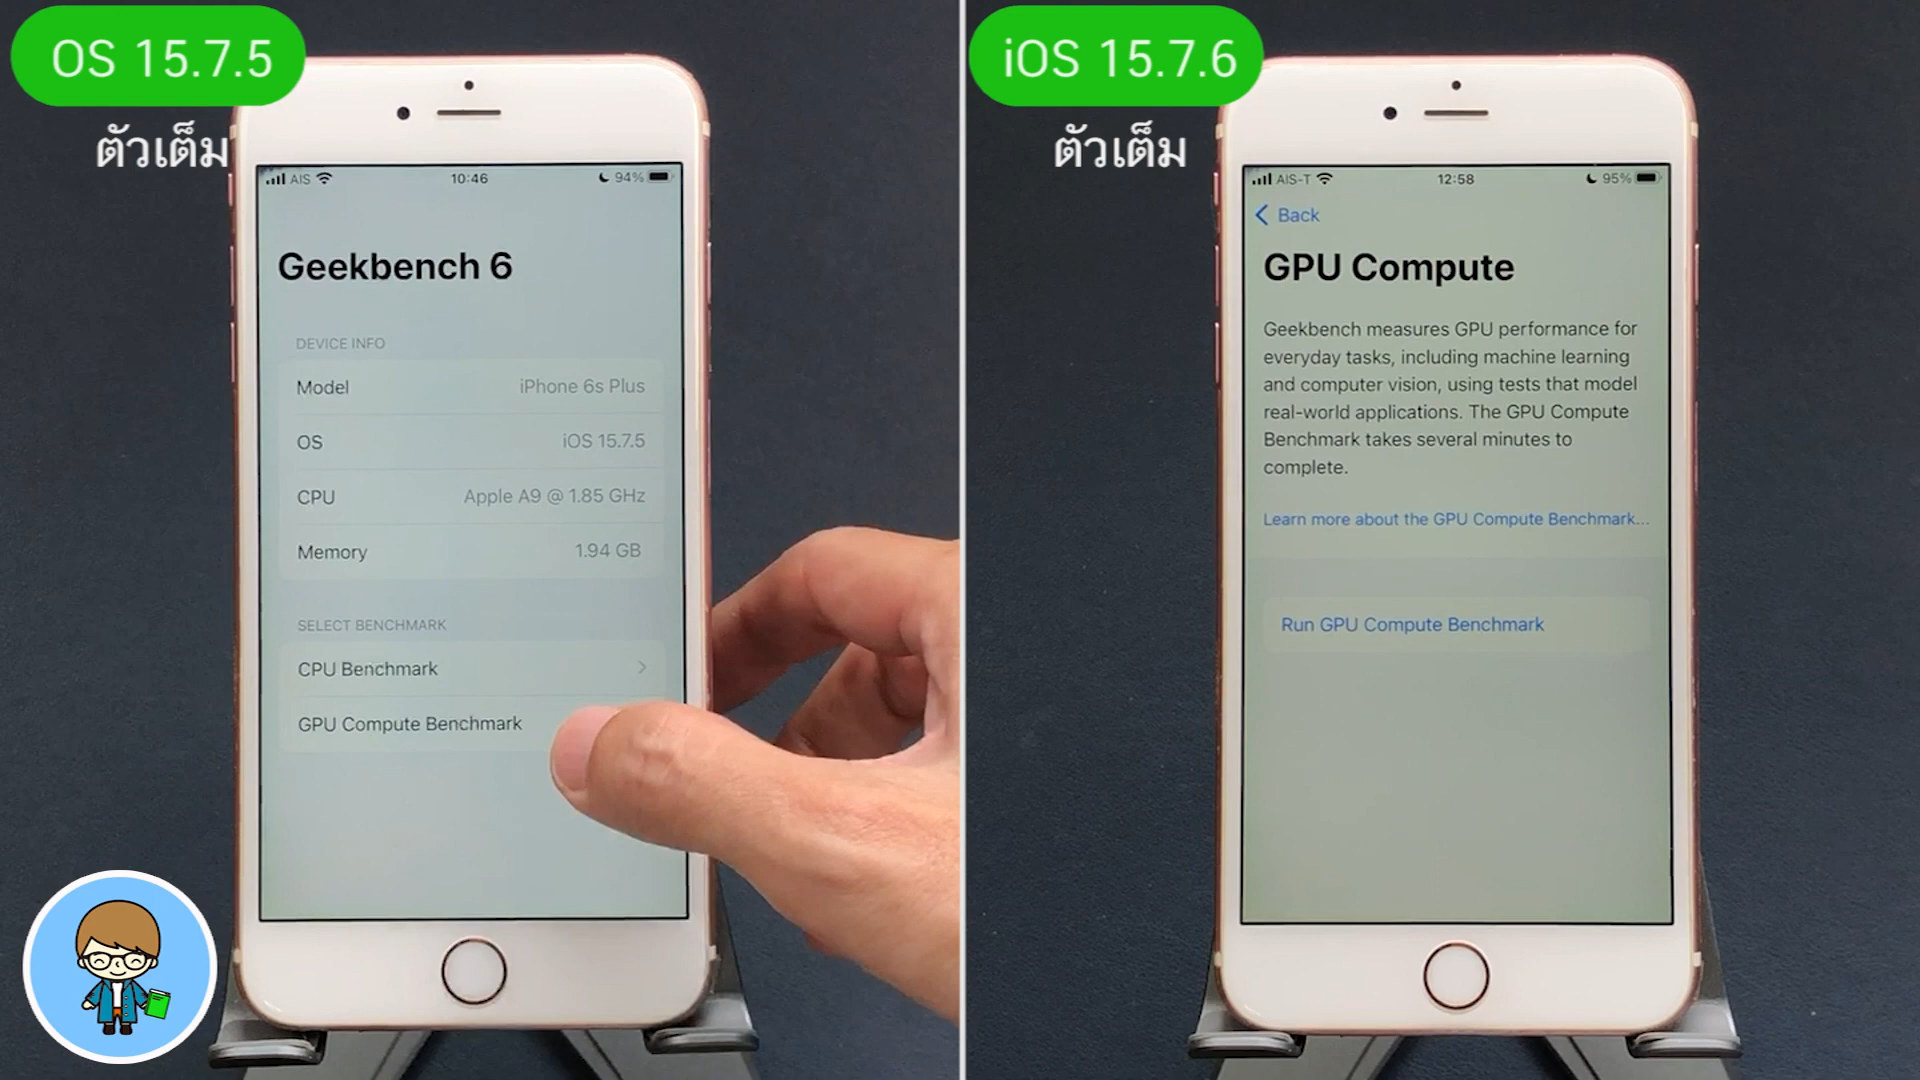 OS 15.7.5
ตัวเต็ม
AIS
10:46
94%
Geekbench 6
DEVICE INFO
Model
iPhone 6s Plus
OS
iOS 15.7.5
CPU
Apple A9 @ 1.85 GHz
Memory
1.94 GB
SELECT BENCHMARK
CPU Benchmark
GPU Compute Benchmark
iOS 15.7.6
ตัวเต็ม
AIS-T
12:58
95%
Back
GPU Compute
Geekbench measures GPU performance for
everyday tasks, including machine learning
and computer vision, using tests that model
real-world applications. The GPU Compute
Benchmark takes several minutes to
complete.
Learn more about the GPU Compute Benchmark...
Run GPU Compute Benchmark